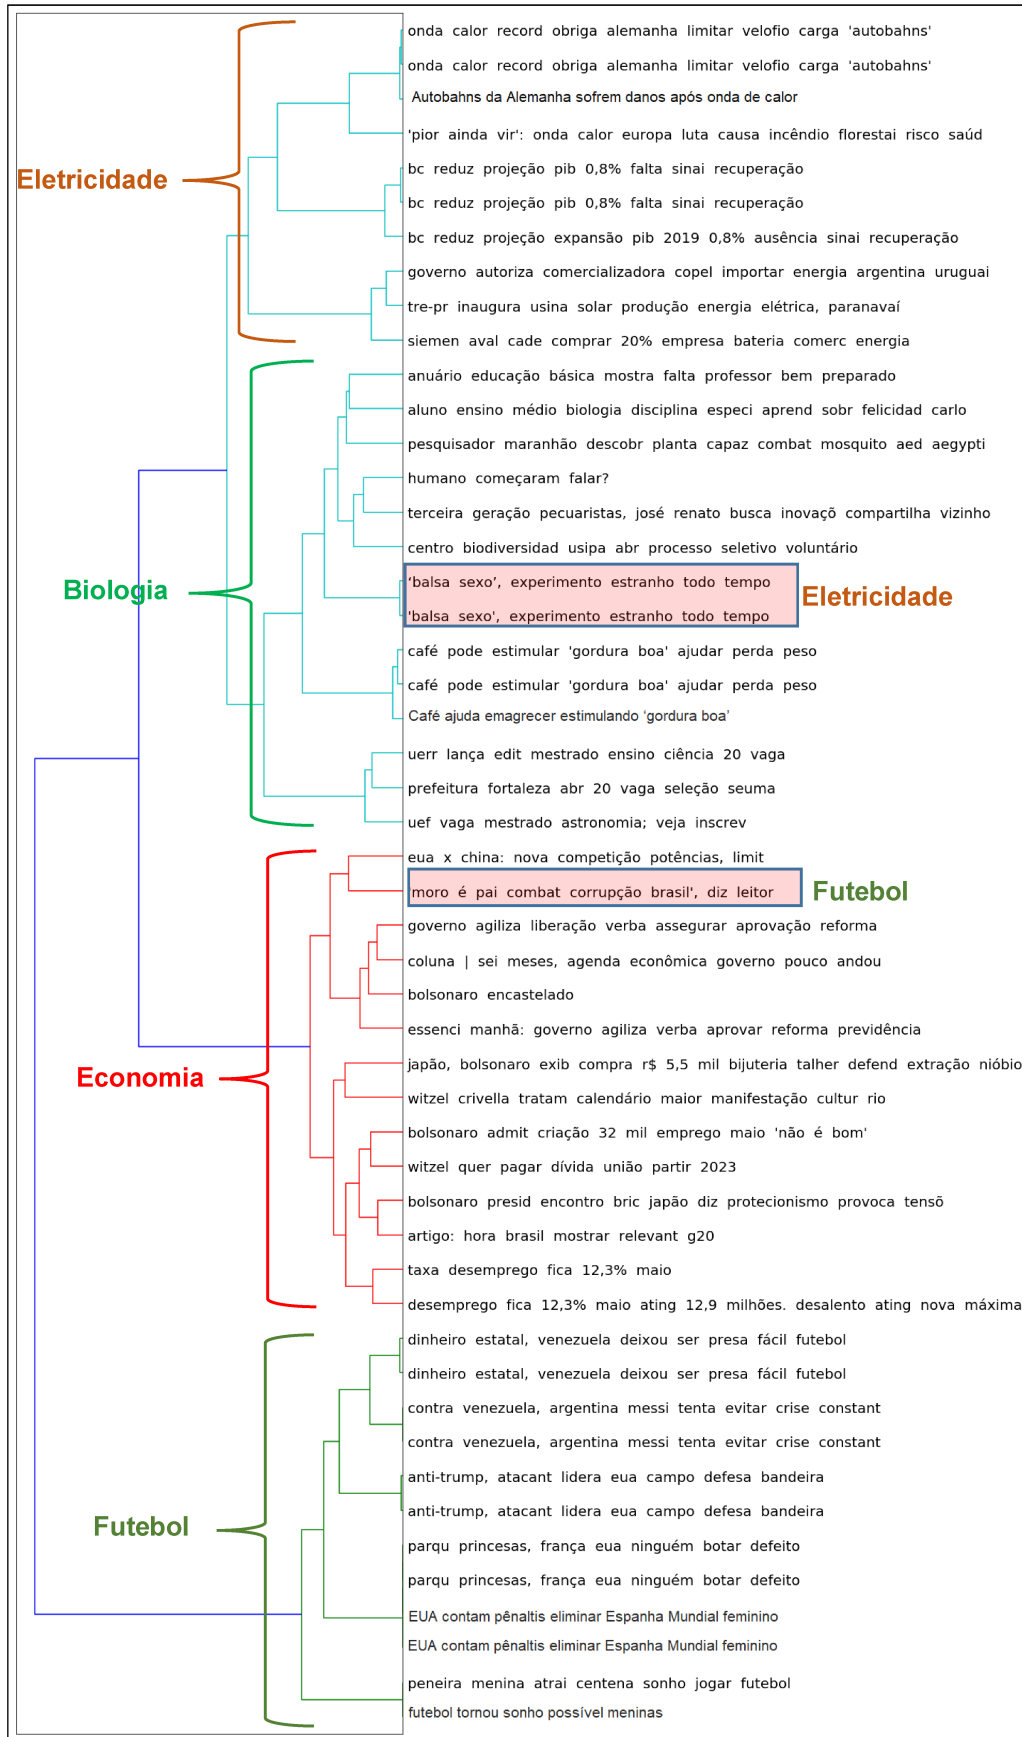 onda calor record obriga alemanha limitar velofio carga 'autobahns'
onda calor record obriga alemanha limitar velofio carga 'autobahns'
Autobahns da Alemanha sofrem danos após onda de calor
'pior ainda vir': onda calor europa luta causa incêndio florestai risco saúd
bc reduz projeção pib 0,8% falta sinai recuperação
Eletricidade
bc reduz projeção pib 0,8% falta sinai recuperação
bc reduz projeção expansão pib 2019 0,8% ausência sinai recuperação
governo autoriza comercializadora copel importar energia argentina uruguai
tre-pr inaugura usina solar produção energia elétrica, paranavaí
siemen aval cade comprar 20% empresa bateria comerc energia
anuário educação básica mostra falta professor bem preparado
aluno ensino médio biologia disciplina especi aprend sobr felicidad carlo
pesquisador maranhão descobr planta capaz combat mosquito aed aegypti
humano começaram falar?
terceira geração pecuaristas, josé renato busca inovaçõ compartilha vizinho
centro biodiversidad usipa abr processo seletivo voluntário
‘balsa sexo’, experimento estranho todo tempo
Biologia
Eletricidade
'balsa sexo', experimento estranho todo tempo
café pode estimular 'gordura boa' ajudar perda peso
café pode estimular 'gordura boa' ajudar perda peso
Café ajuda emagrecer estimulando ‘gordura boa’
uerr lança edit mestrado ensino ciência 20 vaga
prefeitura fortaleza abr 20 vaga seleção seuma
uef vaga mestrado astronomia; veja inscrev
eua x china: nova competição potências, limit
'moro é pai combat corrupção brasil', diz leitor
Futebol
governo agiliza liberação verba assegurar aprovação reforma
coluna | sei meses, agenda econômica governo pouco andou
bolsonaro encastelado
essenci manhã: governo agiliza verba aprovar reforma previdência
japão, bolsonaro exib compra r$ 5,5 mil bijuteria talher defend extração nióbio
Economia
witzel crivella tratam calendário maior manifestação cultur rio
bolsonaro admit criação 32 mil emprego maio 'não é bom'
witzel quer pagar dívida união partir 2023
bolsonaro presid encontro bric japão diz protecionismo provoca tensõ
artigo: hora brasil mostrar relevant g20
taxa desemprego fica 12,3% maio
desemprego fica 12,3% maio ating 12,9 milhões. desalento ating nova máxima
dinheiro estatal, venezuela deixou ser presa fácil futebol
dinheiro estatal, venezuela deixou ser presa fácil futebol
contra venezuela, argentina messi tenta evitar crise constant
contra venezuela, argentina messi tenta evitar crise constant
anti-trump, atacant lidera eua campo defesa bandeira
anti-trump, atacant lidera eua campo defesa bandeira
Futebol
parqu princesas, frança eua ninguém botar defeito
parqu princesas, frança eua ninguém botar defeito
EUA contam pênaltis eliminar Espanha Mundial feminino
EUA contam pênaltis eliminar Espanha Mundial feminino
peneira menina atrai centena sonho jogar futebol
futebol tornou sonho possível meninas